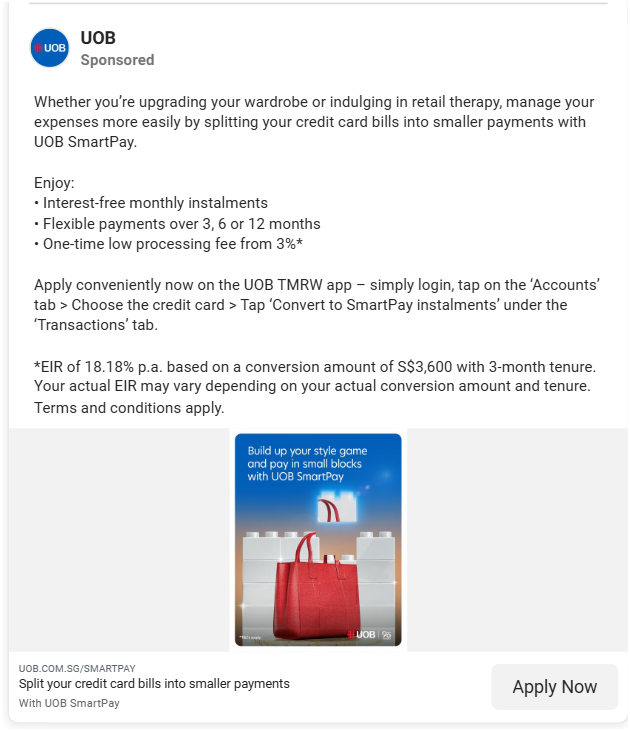 UOB
UOB
Sponsored
Whether you’re upgrading your wardrobe or indulging in retail therapy, manage your
expenses more easily by splitting your credit card bills into smaller payments with
UOB SmartPay.
Enjoy:
• Interest-free monthly instalments
• Flexible payments over 3, 6 or 12 months
• One-time low processing fee from 3%*
Apply conveniently now on the UOB TMRW app – simply login, tap on the ‘Accounts’
tab > Choose the credit card > Tap ‘Convert to SmartPay instalments’ under the
‘Transactions’ tab.
*EIR of 18.18% p.a. based on a conversion amount of S$3,600 with 3-month tenure.
Your actual EIR may vary depending on your actual conversion amount and tenure.
Terms and conditions apply.
Build up your style game
and pay in small blocks
with UOB SmartPay
UOB
UOB.COM.SG/SMARTPAY
Split your credit card bills into smaller payments
With UOB SmartPay
Apply Now